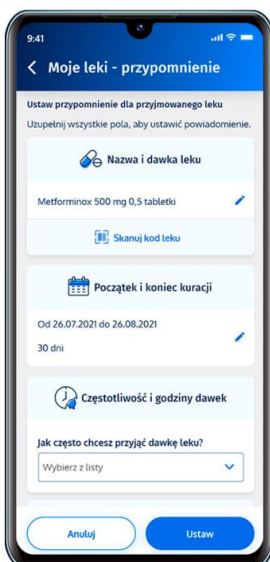 9:41
Moje leki - przypomnienie
Ustaw przypomnienie dla przyjmowanego leku
Uzupełnij wszystkie pola, aby ustawić powiadomienie.
Nazwa i dawka leku
Metforminox 500 mg 0,5 tabletki
Skanuj kod leku
Początek i koniec kuracji
Od 26.07.2021 do 26.08.2021
30 dni
Częstotliwość i godziny dawek
Jak często chcesz przyjąć dawkę leku?
Wybierz z listy
Anuluj
Ustaw